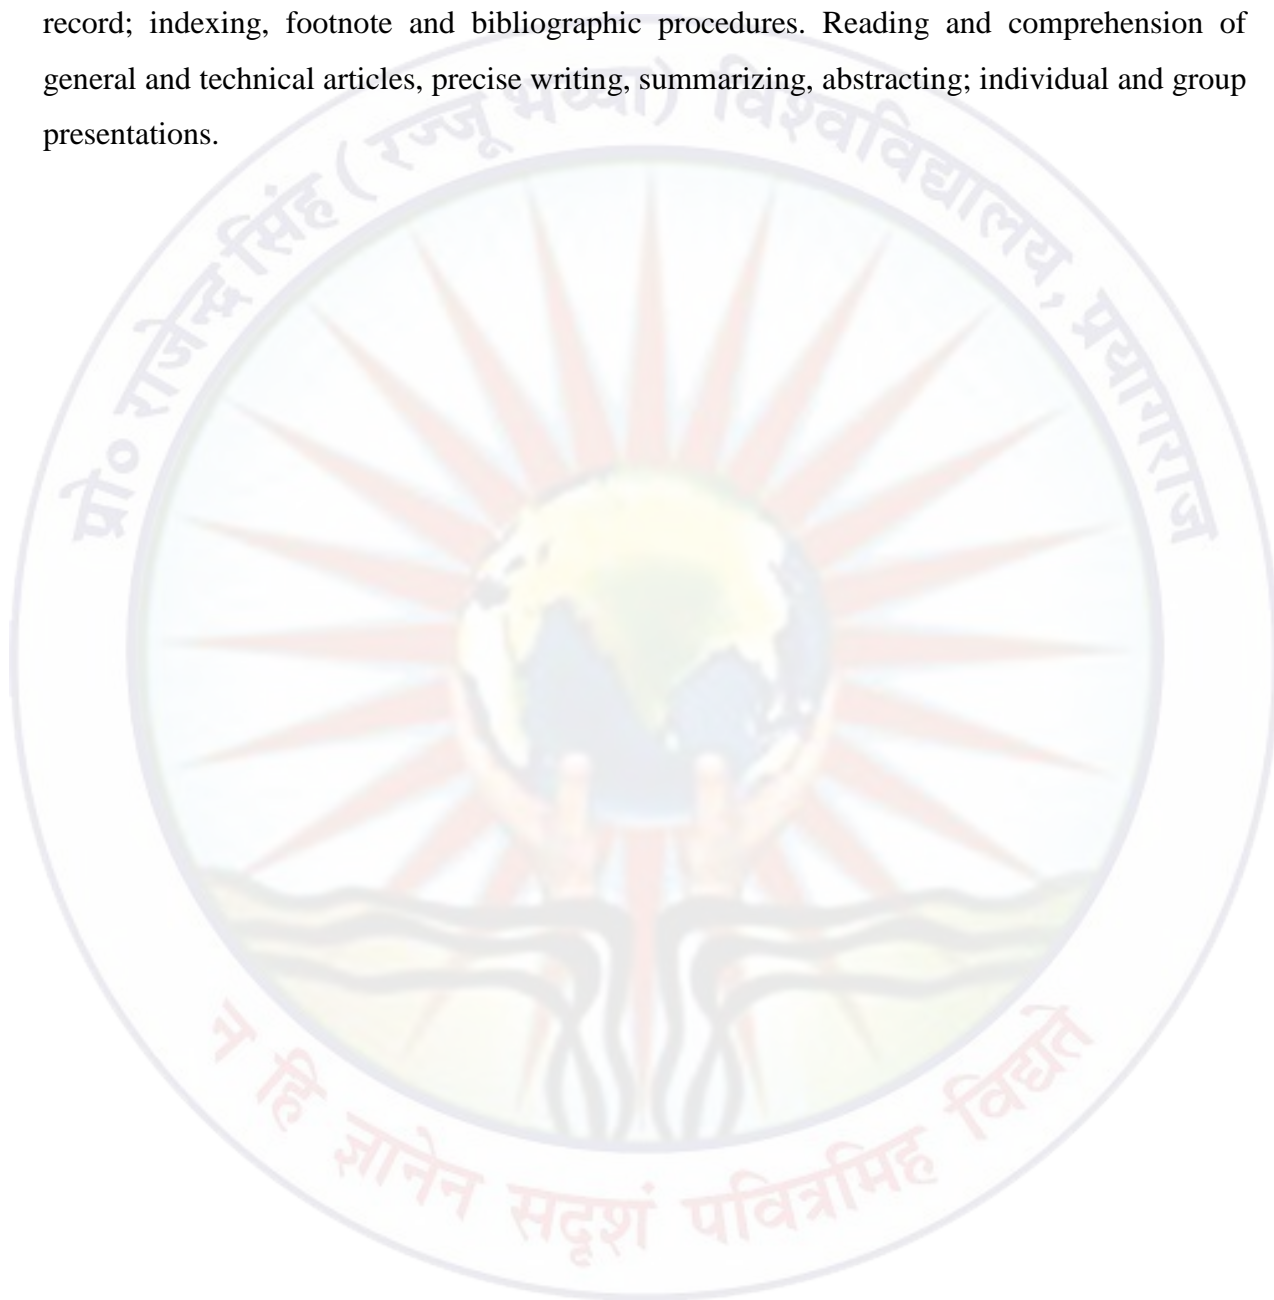 record; indexing, footnote and bibliographic procedures. Reading and comprehension of
general and technical articles, precise writing, summarizing, abstracting; individual and group
presentations.
प्रो० राजेन्द्र सिंह ( रज्जू भय्या) विश्वविद्यालय, प्रयागराज
न हि ज्ञानेन सदृशं पवित्रमिह विद्यते